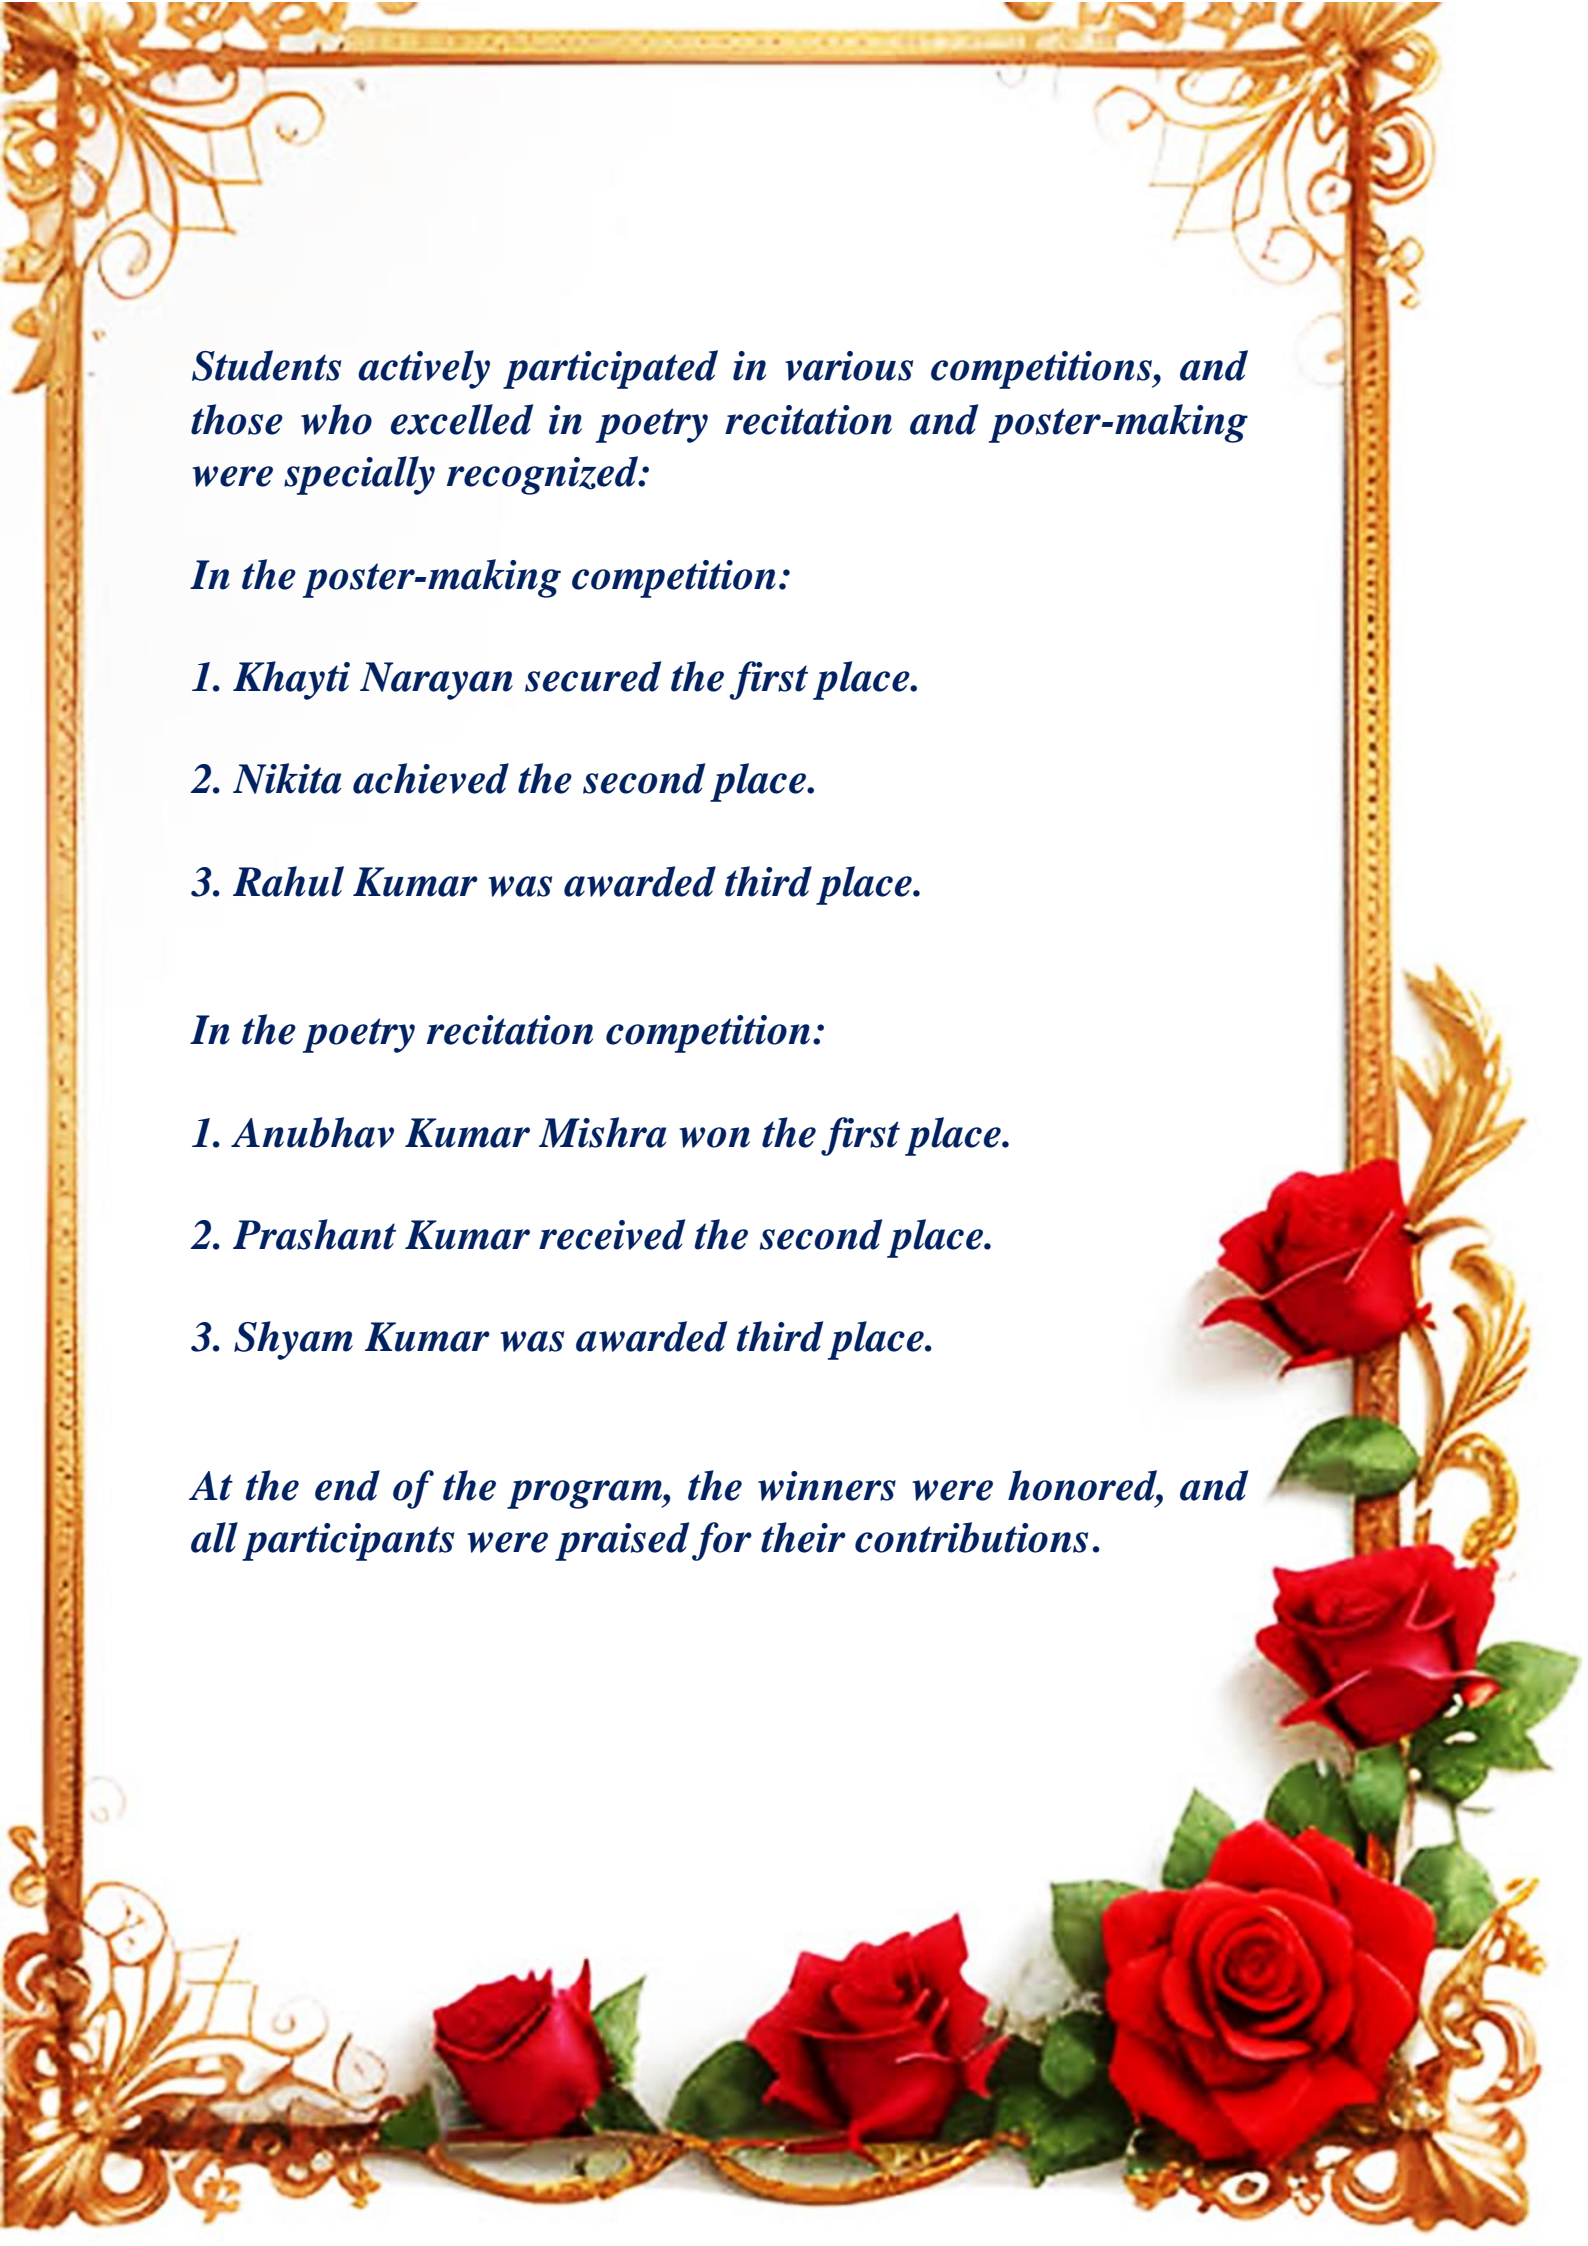 Students actively participated in various competitions, and
those who excelled in poetry recitation and poster-making
were specially recognized:
In the poster-making competition:
1. Khayti Narayan secured the first place.
2. Nikita achieved the second place.
3. Rahul Kumar was awarded third place.
In the poetry recitation competition:
1. Anubhav Kumar Mishra won the first place.
2. Prashant Kumar received the second place.
3. Shyam Kumar was awarded third place.
At the end of the program, the winners were honored, and
all participants were praised for their contributions.